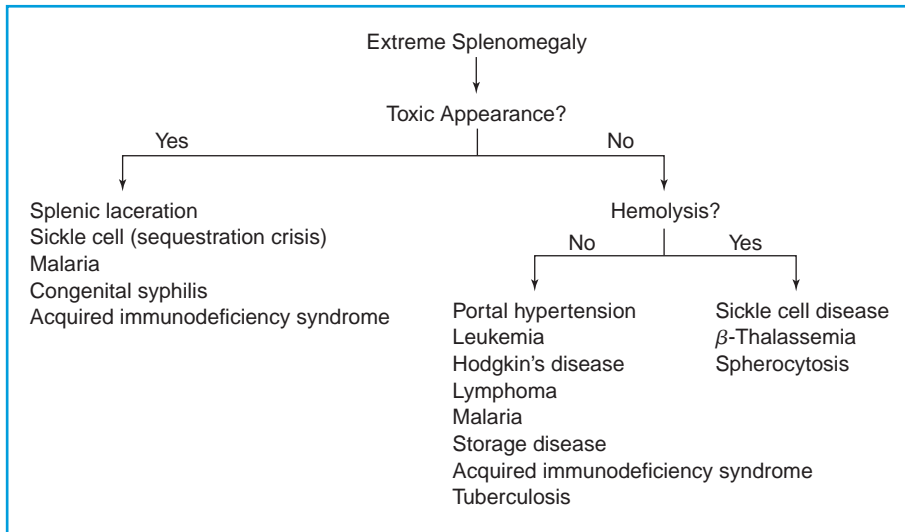 Extreme Splenomegaly
Toxic Appearance?
Yes
No
Splenic laceration
Sickle cell (sequestration crisis)
Malaria
Congenital syphilis
Acquired immunodeficiency syndrome
Hemolysis?
No
Yes
Portal hypertension
Leukemia
Hodgkin's disease
Lymphoma
Malaria
Storage disease
Acquired immunodeficiency syndrome
Tuberculosis
Sickle cell disease
β-Thalassemia
Spherocytosis